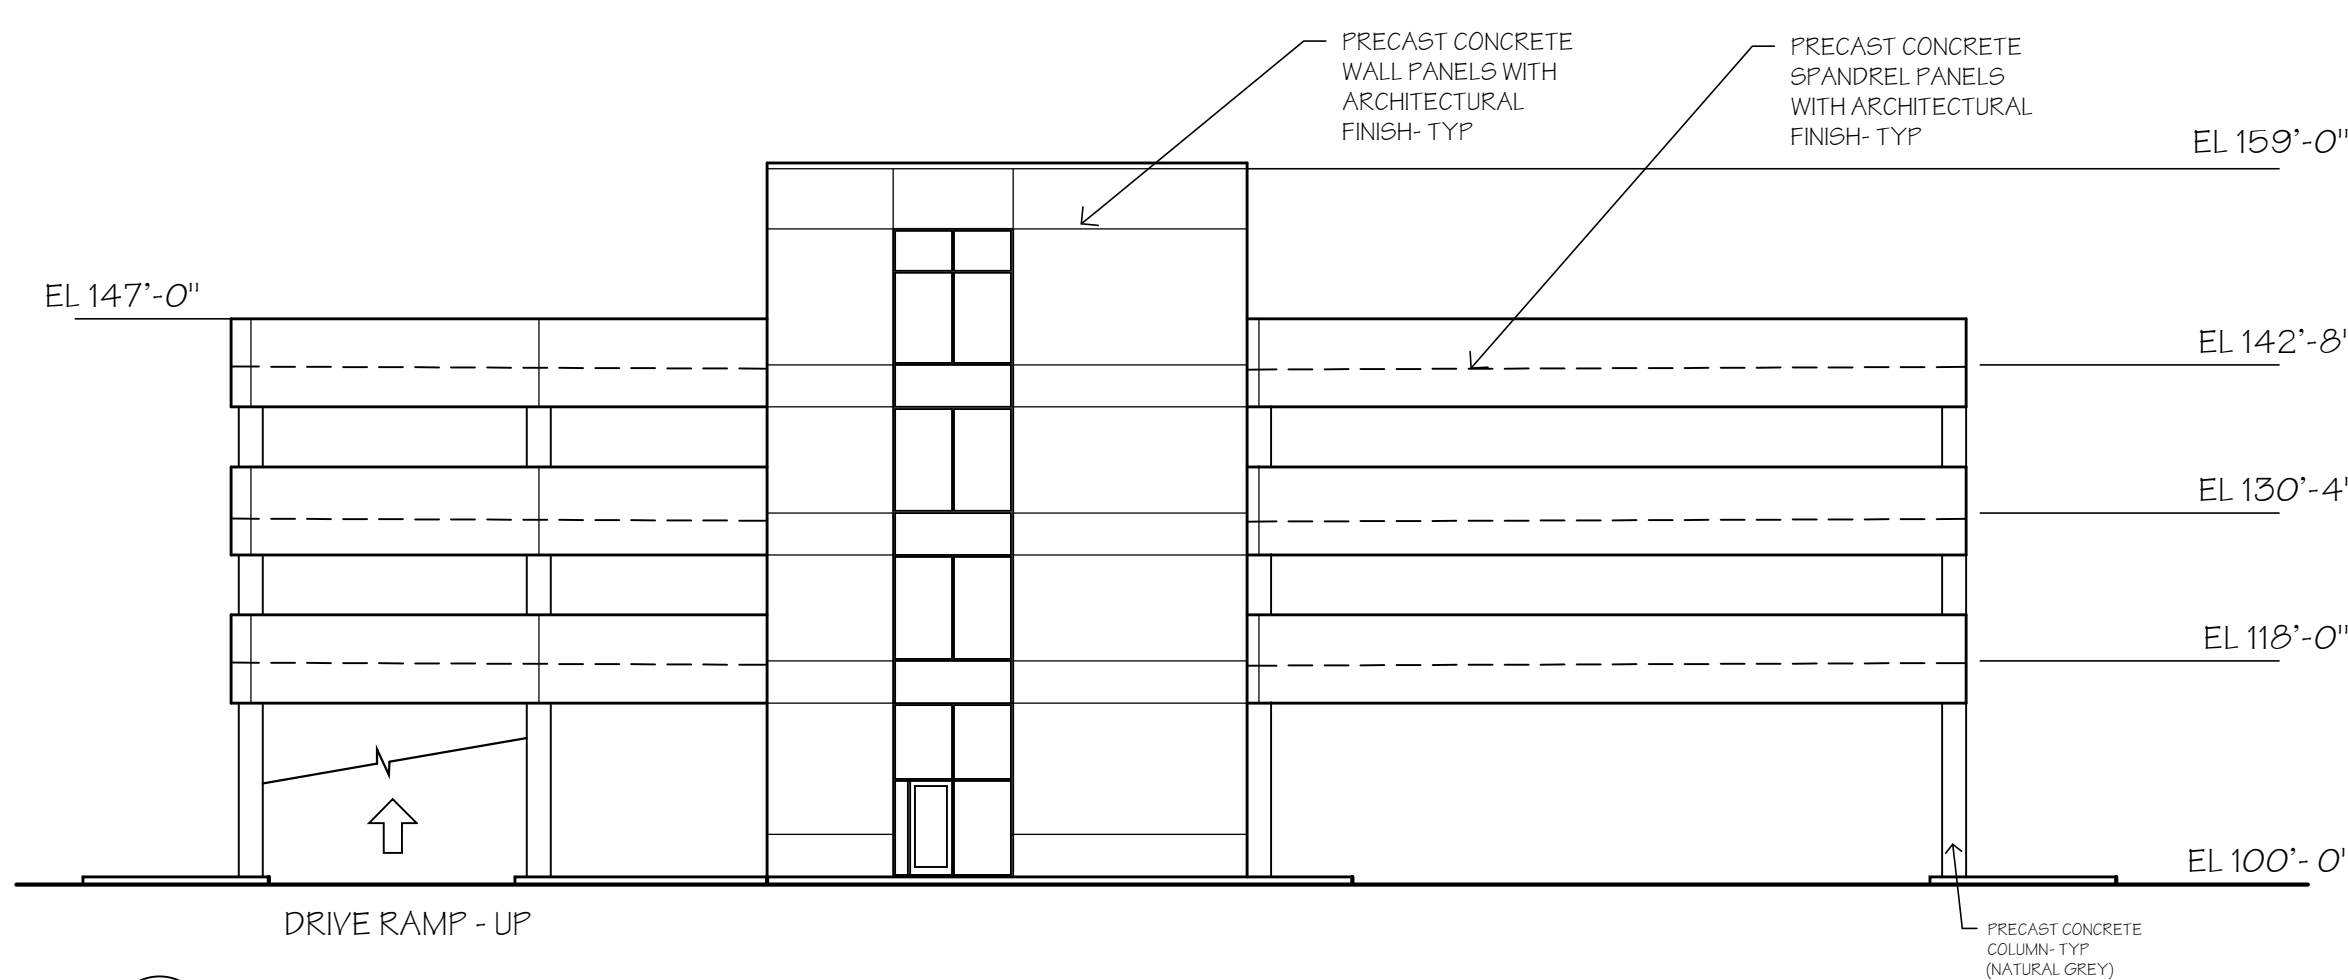 PRECAST CONCRETE
WALL PANELS WITH
ARCHITECTURAL
FINISH- TYP
PRECAST CONCRETE
SPANDREL PANELS
WITH ARCHITECTURAL
FINISH- TYP
EL 159'-0"
EL 147'-0"
EL 142'-8'
EL 130'-4'
EL 118'-0"
EL 100'- 0'
DRIVE RAMP - UP
PRECAST CONCRETE
COLUMN- TYP
(NATURAL GREY)